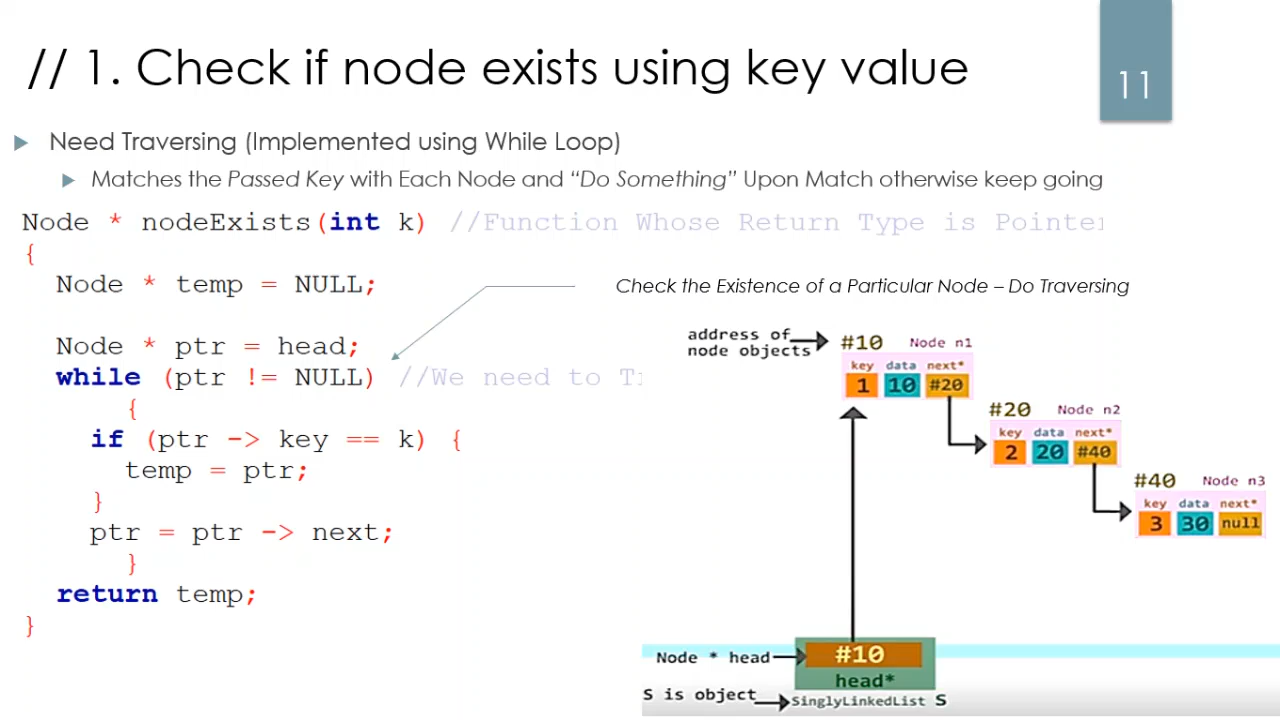 // 1. Check if node exists using key value
11
Need Traversing (Implemented using While Loop)
Matches the Passed Key with Each Node and “Do Something” Upon Match otherwise keep going
Node * nodeExists(int k) //Function Whose Return Type is Pointer
{
Node * temp = NULL;
Check the Existence of a Particular Node – Do Traversing
Node * ptr = head;
while (ptr != NULL) //We need to
{
if (ptr -> key == k) {
temp = ptr;
}
ptr = ptr -> next;
}
return temp;
}
address of
node objects
#10 Node n1
key data next*
1 10 #20
#20 Node n2
key data next*
2 20 #40
#40 Node n3
key data next*
3 30 null
Node * head
#10
head*
S is object
SinglyLinkedList S